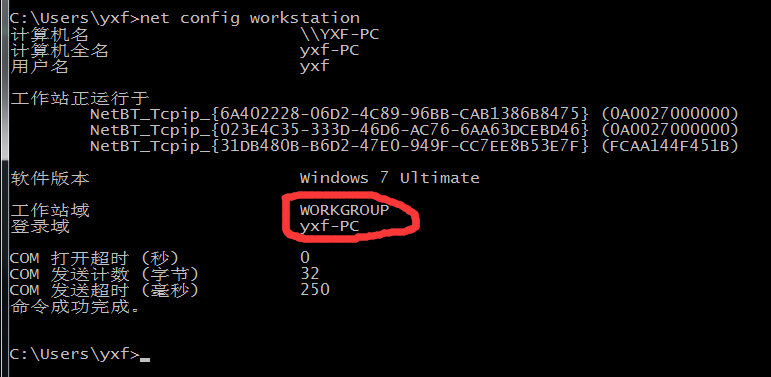 C:\Users\yxf>net config workstation
计算机名 \\YXF-PC
计算机全名 yxf-PC
用户名 yxf
工作站正运行于
NetBT_Tcpip_{6A402228-06D2-4C89-96BB-CAB1386B8475} (0A0027000000)
NetBT_Tcpip_{023E4C35-333D-46D6-AC76-6AA63DCEBD46} (0A0027000000)
NetBT_Tcpip_{31DB480B-B6D2-47E0-949F-CC7EE8B53E7F} (FCAA144F451B)
软件版本 Windows 7 Ultimate
工作站域 WORKGROUP
登录域 yxf-PC
COM 打开超时 (秒) 0
COM 发送计数 (字节) 32
COM 发送超时 (毫秒) 250
命令成功完成。
C:\Users\yxf>_